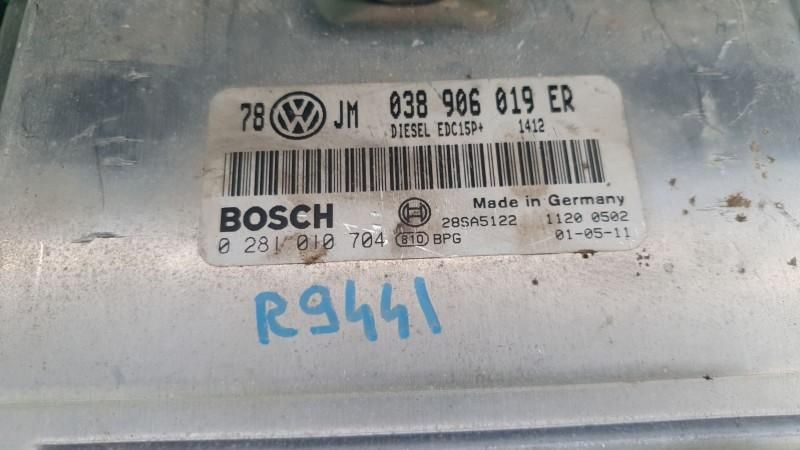 78 JM 038 906 019 ER
DIESEL EDC15P+ 1412
BOSCH Made in Germany
28SA5122 1120 0502
0 281 010 704 810 BPG 01-05-11
R9441